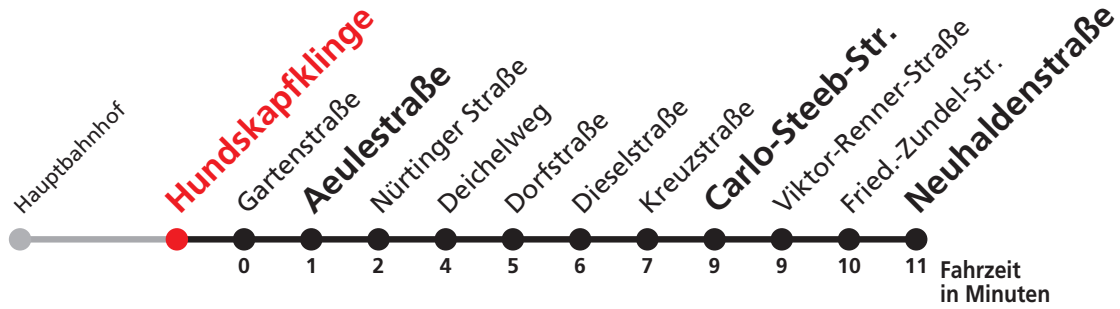 Hauptbahnhof
Hundskapfklinge
Gartenstraße
Aeulestraße
Nürtinger Straße
Deichelweg
Dorfstraße
Dieselstraße
Kreuzstraße
Carlo-Steeb-Str.
Viktor-Renner-Straße
Fried.-Zundel-Str.
Neuhaldenstraße
0 1 2 4 5 6 7 9 9 10 11
Fahrzeit
in Minuten